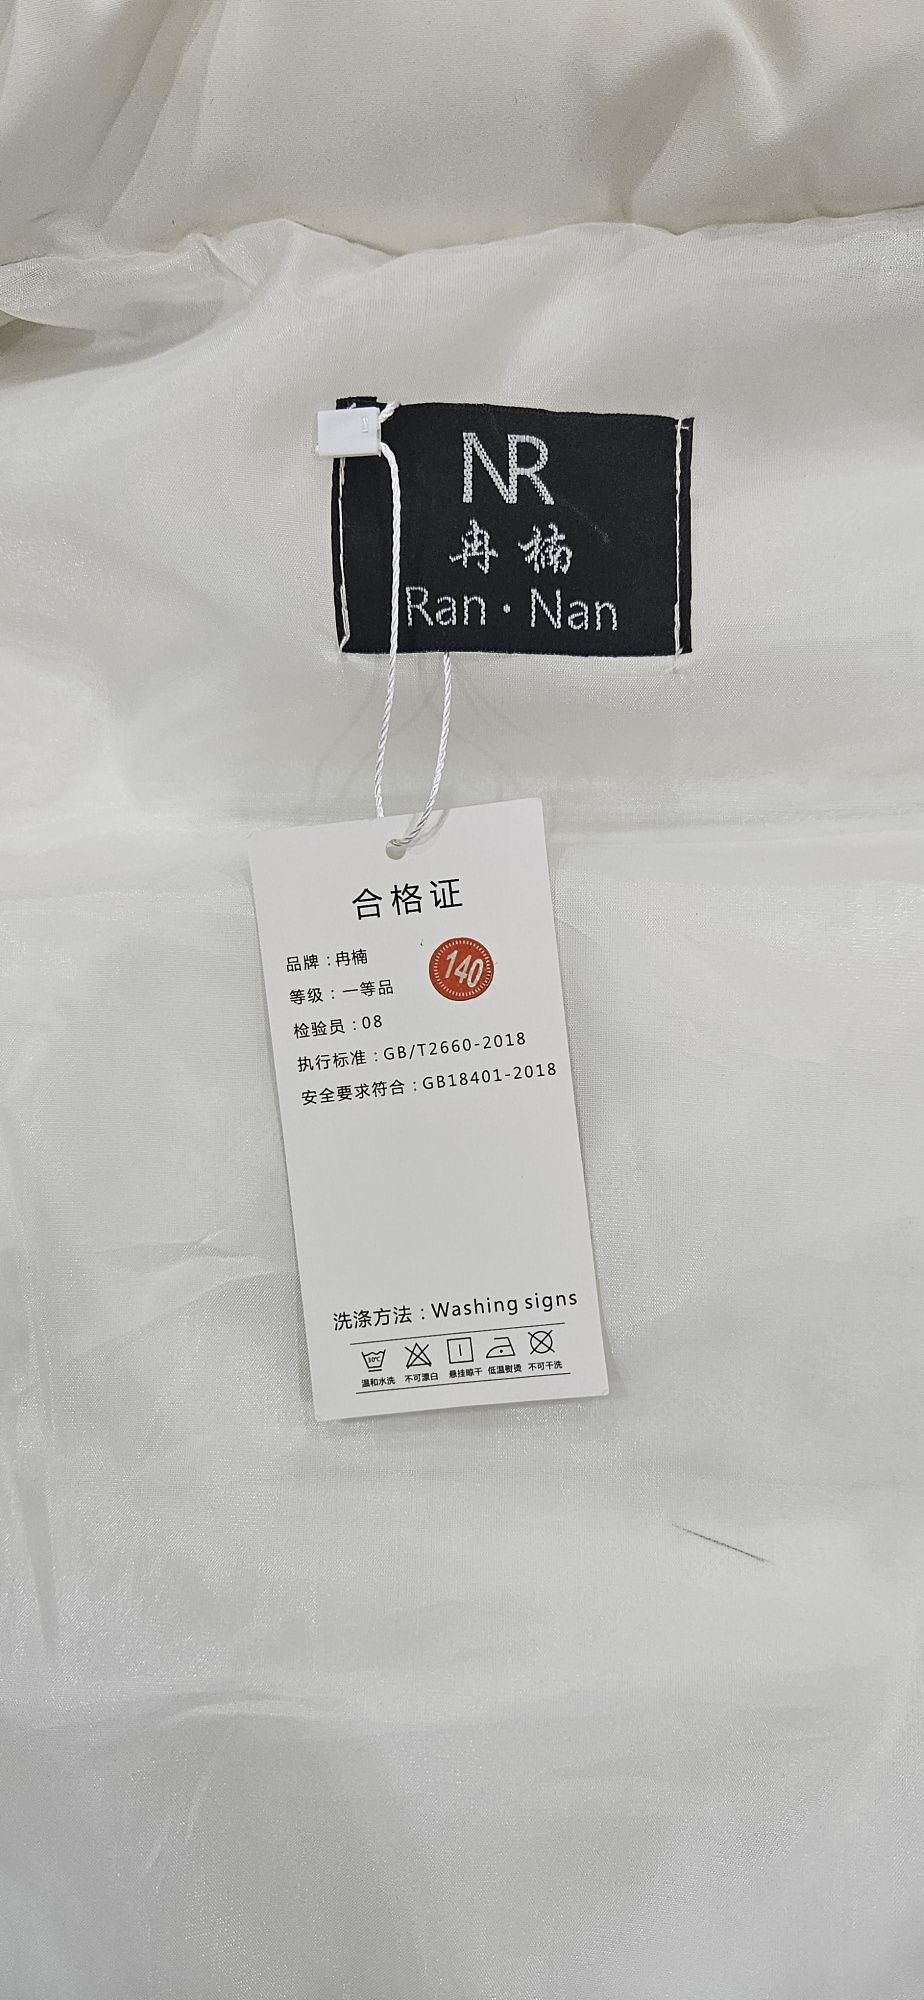 NR
冉楠
Ran·Nan
合格证
品牌：冉楠
140
等级：一等品
检验员：08
执行标准：GB/T2660-2018
安全要求符合：GB18401-2018
洗涤方法：Washing signs
30℃
温和水洗 不可漂白 悬挂晾干 低温熨烫 不可干洗